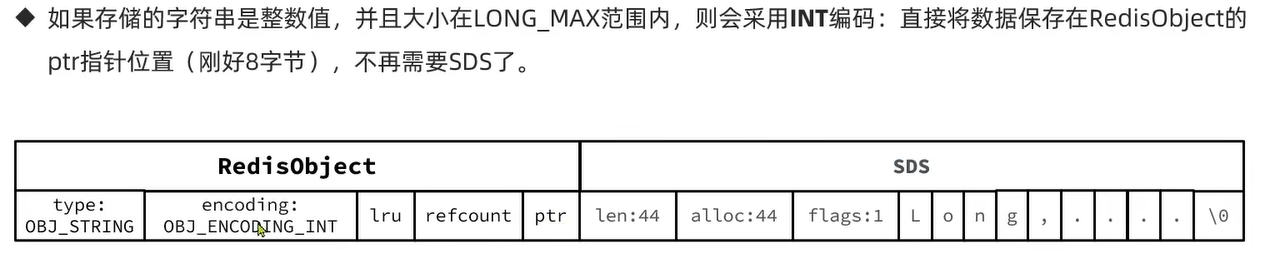 ◆ 如果存储的字符串是整数值，并且大小在LONG_MAX范围内，则会采用INT编码：直接将数据保存在RedisObject的
ptr指针位置（刚好8字节），不再需要SDS了。
RedisObject SDS
type: OBJ_STRING encoding: OBJ_ENCODING_INT lru refcount ptr len:44 alloc:44 flags:1 L o n g , . . . . \0